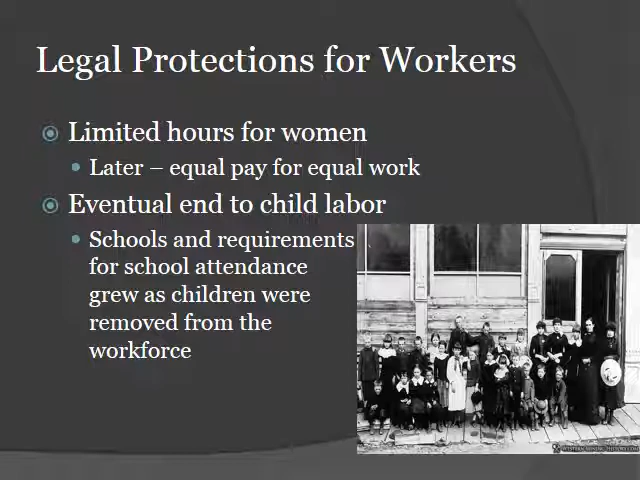 Legal Protections for Workers
Limited hours for women
Later – equal pay for equal work
Eventual end to child labor
Schools and requirements
for school attendance
grew as children were
removed from the
workforce